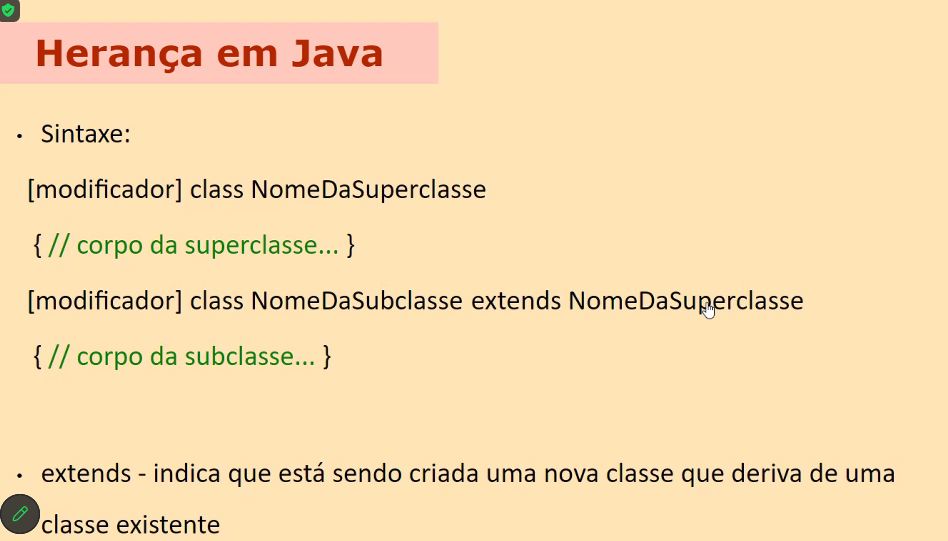 Herança em Java
• Sintaxe:
[modificador] class NomeDaSuperclasse
{ // corpo da superclasse... }
[modificador] class NomeDaSubclasse extends NomeDaSuperclasse
{ // corpo da subclasse... }
• extends - indica que está sendo criada uma nova classe que deriva de uma
classe existente